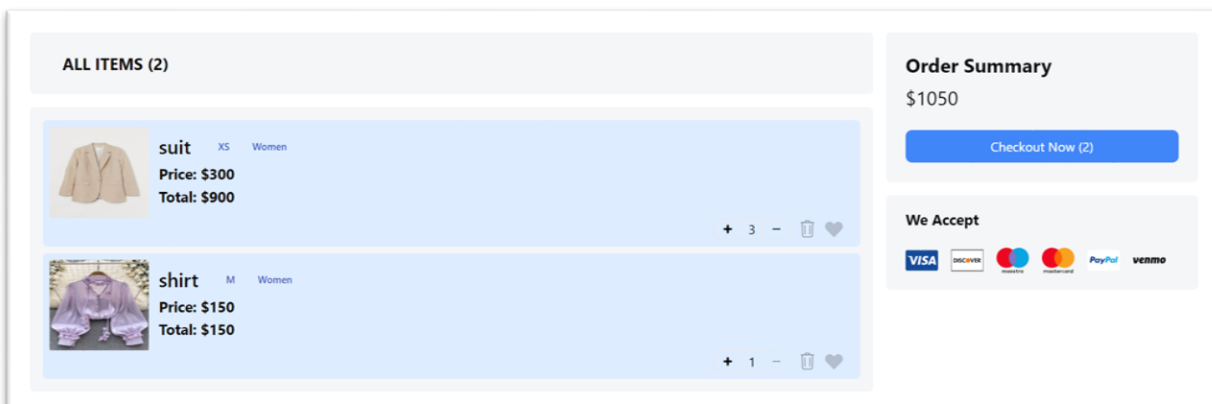 ALL ITEMS (2)
suit XS Women
Price: $300
Total: $900
+ 3 −
shirt M Women
Price: $150
Total: $150
+ 1 −
Order Summary
$1050
Checkout Now (2)
We Accept
VISA DISCOVER maestro mastercard PayPal venmo